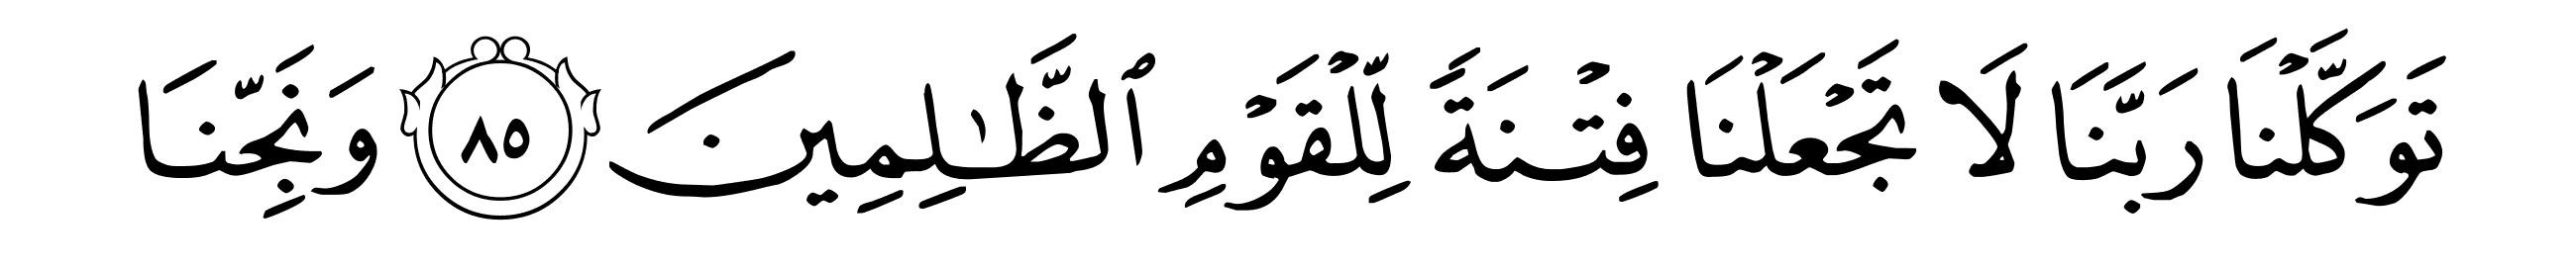 تَوَكَّلْنَا رَبَّنَا لَا تَجْعَلْنَا فِتْنَةً لِّلْقَوْمِ ٱلظَّـٰلِمِينَ ٨٥ وَنَجِّنَا